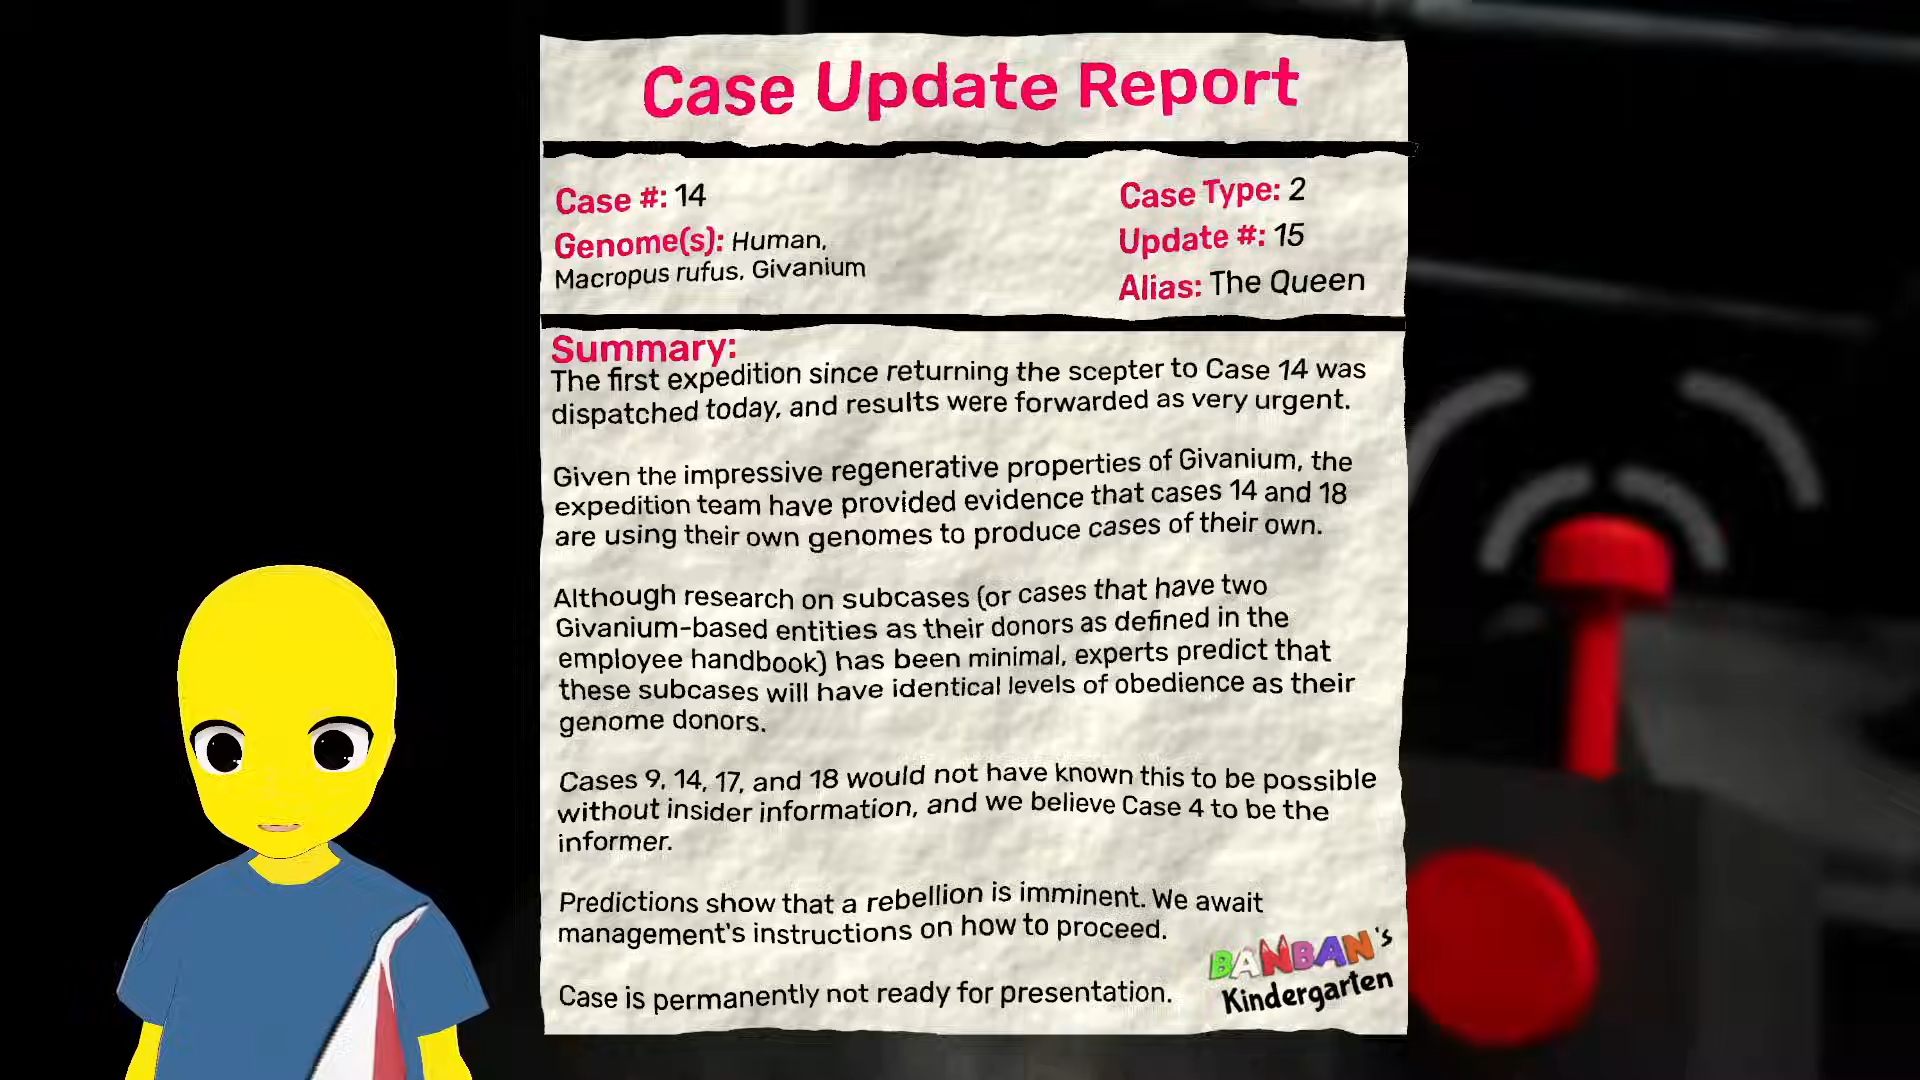 Case Update Report
Case #: 14
Genome(s): Human,
Macropus rufus, Givanium
Case Type: 2
Update #: 15
Alias: The Queen
Summary:
The first expedition since returning the scepter to Case 14 was
dispatched today, and results were forwarded as very urgent.
Given the impressive regenerative properties of Givanium, the
expedition team have provided evidence that cases 14 and 18
are using their own genomes to produce cases of their own.
Although research on subcases (or cases that have two
Givanium-based entities as their donors as defined in the
employee handbook) has been minimal, experts predict that
these subcases will have identical levels of obedience as their
genome donors.
Cases 9, 14, 17, and 18 would not have known this to be possible
without insider information, and we believe Case 4 to be the
informer.
Predictions show that a rebellion is imminent. We await
management's instructions on how to proceed.
Case is permanently not ready for presentation.
BANBAN's
Kindergarten